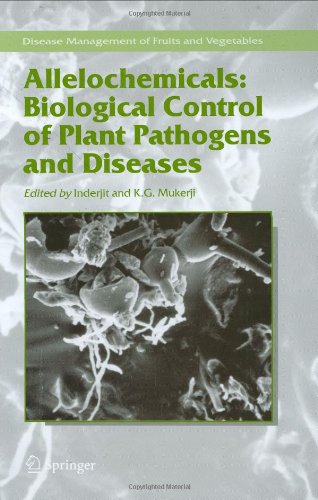 Disease Management of Fruits and Vegetables
Allelochemicals:
Biological Control
of Plant Pathogens
and Diseases
Edited by Inderjit and K.G. Mukerji
Springer